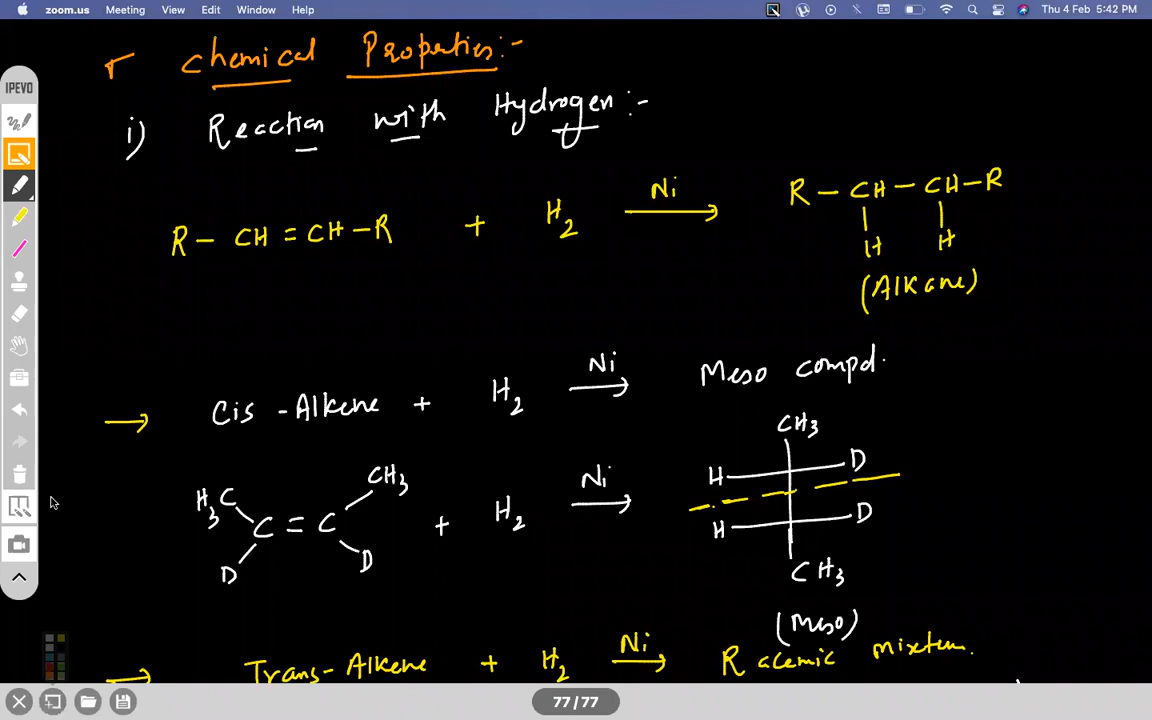 zoom.us Meeting View Edit Window Help Thu 4 Feb 5:42 PM
IPEVO
Chemical Properties :-
i) Reaction with Hydrogen :-
R - CH = CH - R + H2 Ni R - CH - CH - R
H H
(Alkane)
Cis - Alkene + H2 Ni Meso compd.
H3C CH3 C = C D D + H2 Ni CH3 H D H D CH3
(Meso)
Trans - Alkene + H2 Ni Racemic mixture.
77 / 77